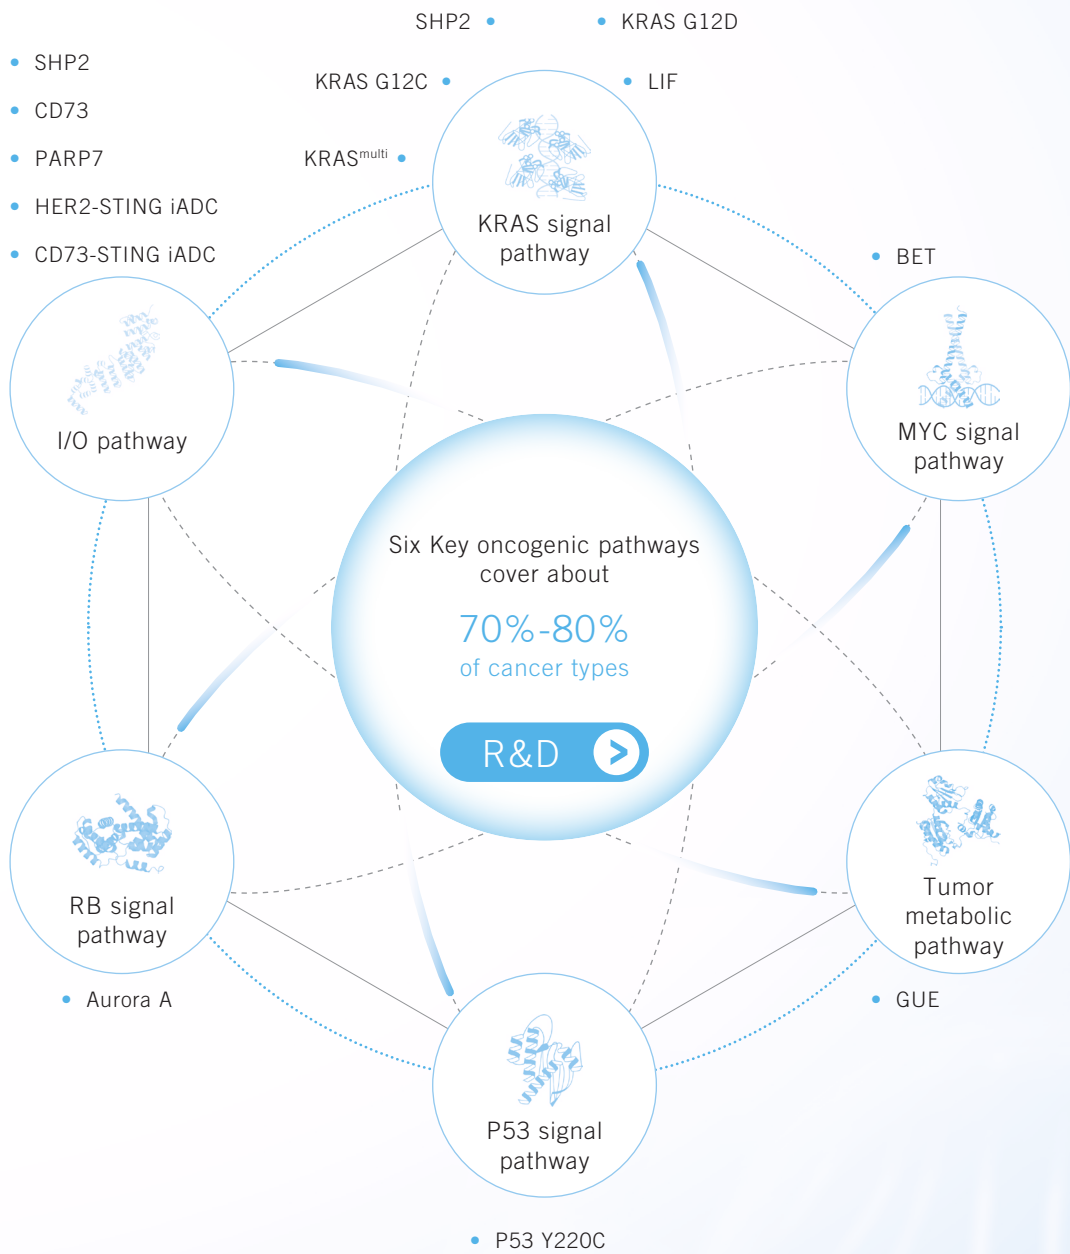 SHP2
KRAS G12D
SHP2
KRAS G12C
LIF
CD73
PARP7
KRASmulti
HER2-STING iADC
CD73-STING iADC
KRAS signal
pathway
BET
I/O pathway
MYC signal
pathway
Six Key oncogenic pathways
cover about
70%-80%
of cancer types
R&D >
RB signal
pathway
Tumor
metabolic
pathway
Aurora A
GUE
P53 signal
pathway
P53 Y220C